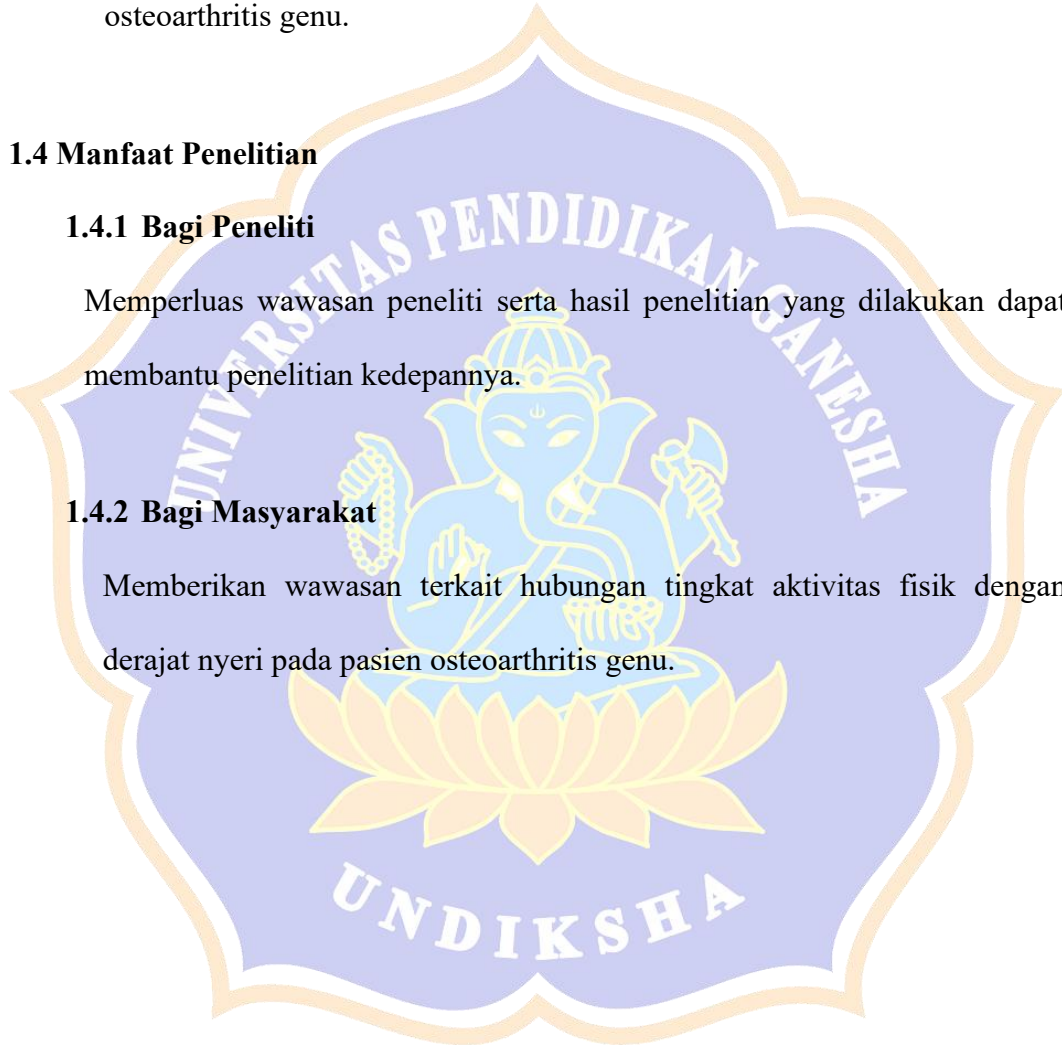 osteoarthritis genu.
1.4 Manfaat Penelitian
1.4.1 Bagi Peneliti
Memperluas wawasan peneliti serta hasil penelitian yang dilakukan dapat
membantu penelitian kedepannya.
1.4.2 Bagi Masyarakat
Memberikan wawasan terkait hubungan tingkat aktivitas fisik dengan
derajat nyeri pada pasien osteoarthritis genu.
UNIVERSITAS PENDIDIKAN GANESHA
UNDIKSHA